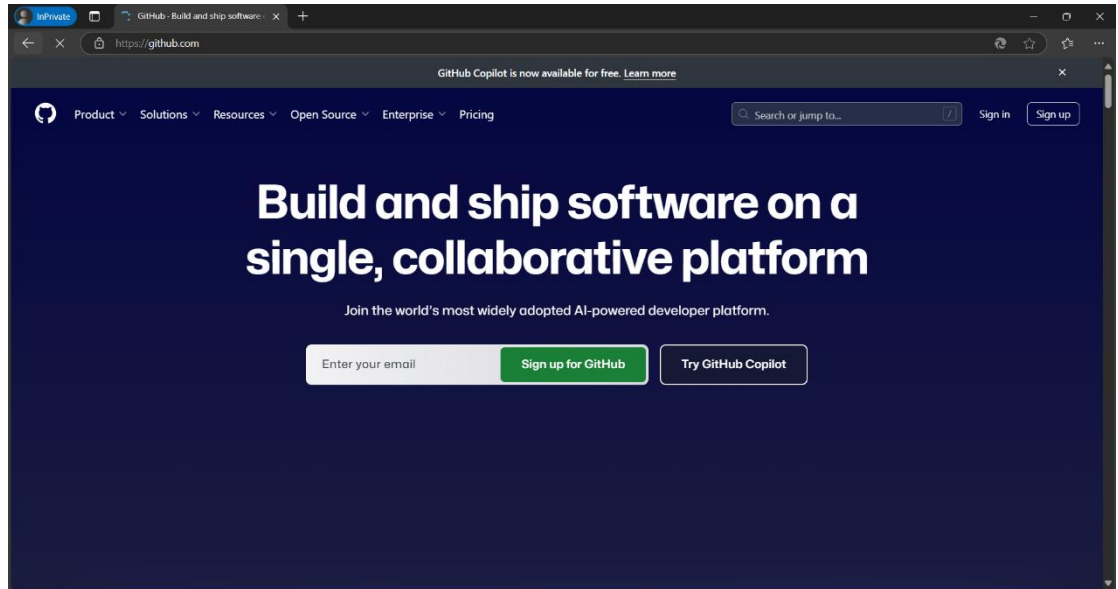 InPrivate
GitHub - Build and ship software
https://github.com
GitHub Copilot is now available for free. Learn more
Product Solutions Resources Open Source Enterprise Pricing Search or jump to... / Sign in Sign up
Build and ship software on a
single, collaborative platform
Join the world's most widely adopted AI-powered developer platform.
Enter your email Sign up for GitHub Try GitHub Copilot